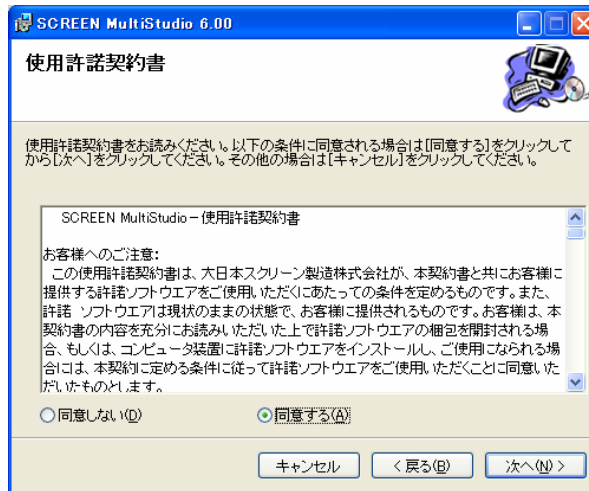 SCREEN MultiStudio 6.00
使用許諾契約書
使用許諾契約書をお読みください。以下の条件に同意される場合は[同意する]をクリックして
から[次へ]をクリックしてください。その他の場合は[キャンセル]をクリックしてください。
SCREEN MultiStudio－使用許諾契約書
お客様へのご注意:
この使用許諾契約書は、大日本スクリーン製造株式会社が、本契約書と共にお客様に
提供する許諾ソフトウエアをご使用いただくにあたっての条件を定めるものです。また、
許諾 ソフトウエアは現状のままの状態で、お客様に提供されるものです。お客様は、本
契約書の内容を充分にお読みいただいた上で許諾ソフトウエアの梱包を開封される場
合、もしくは、コンピュータ装置に許諾ソフトウエアをインストールし、ご使用になられる場
合には、本契約に定める条件に従って許諾ソフトウエアをご使用いただくことに同意いた
だいたものとします。
同意しない(D)
同意する(A)
キャンセル
< 戻る(B)
次へ(N) >